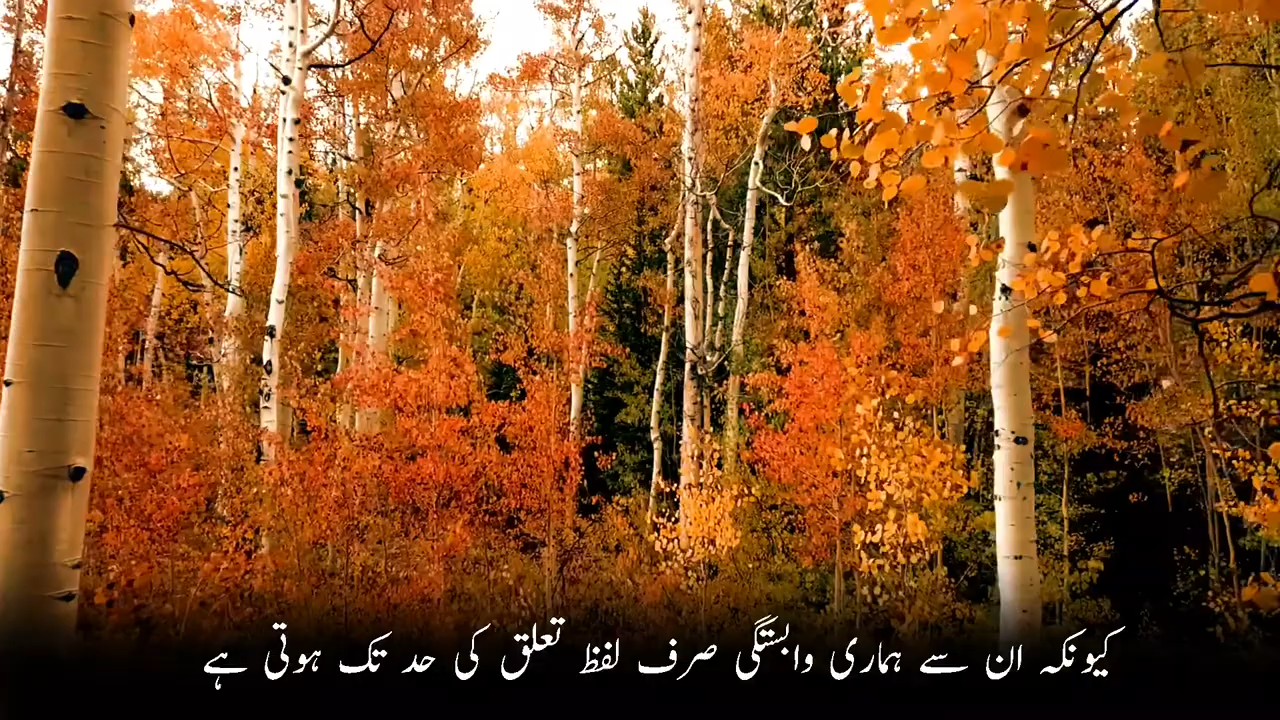 کیونکہ ان سے ہماری وابستگی صرف لفظ تعلق کی حد تک ہوتی ہے